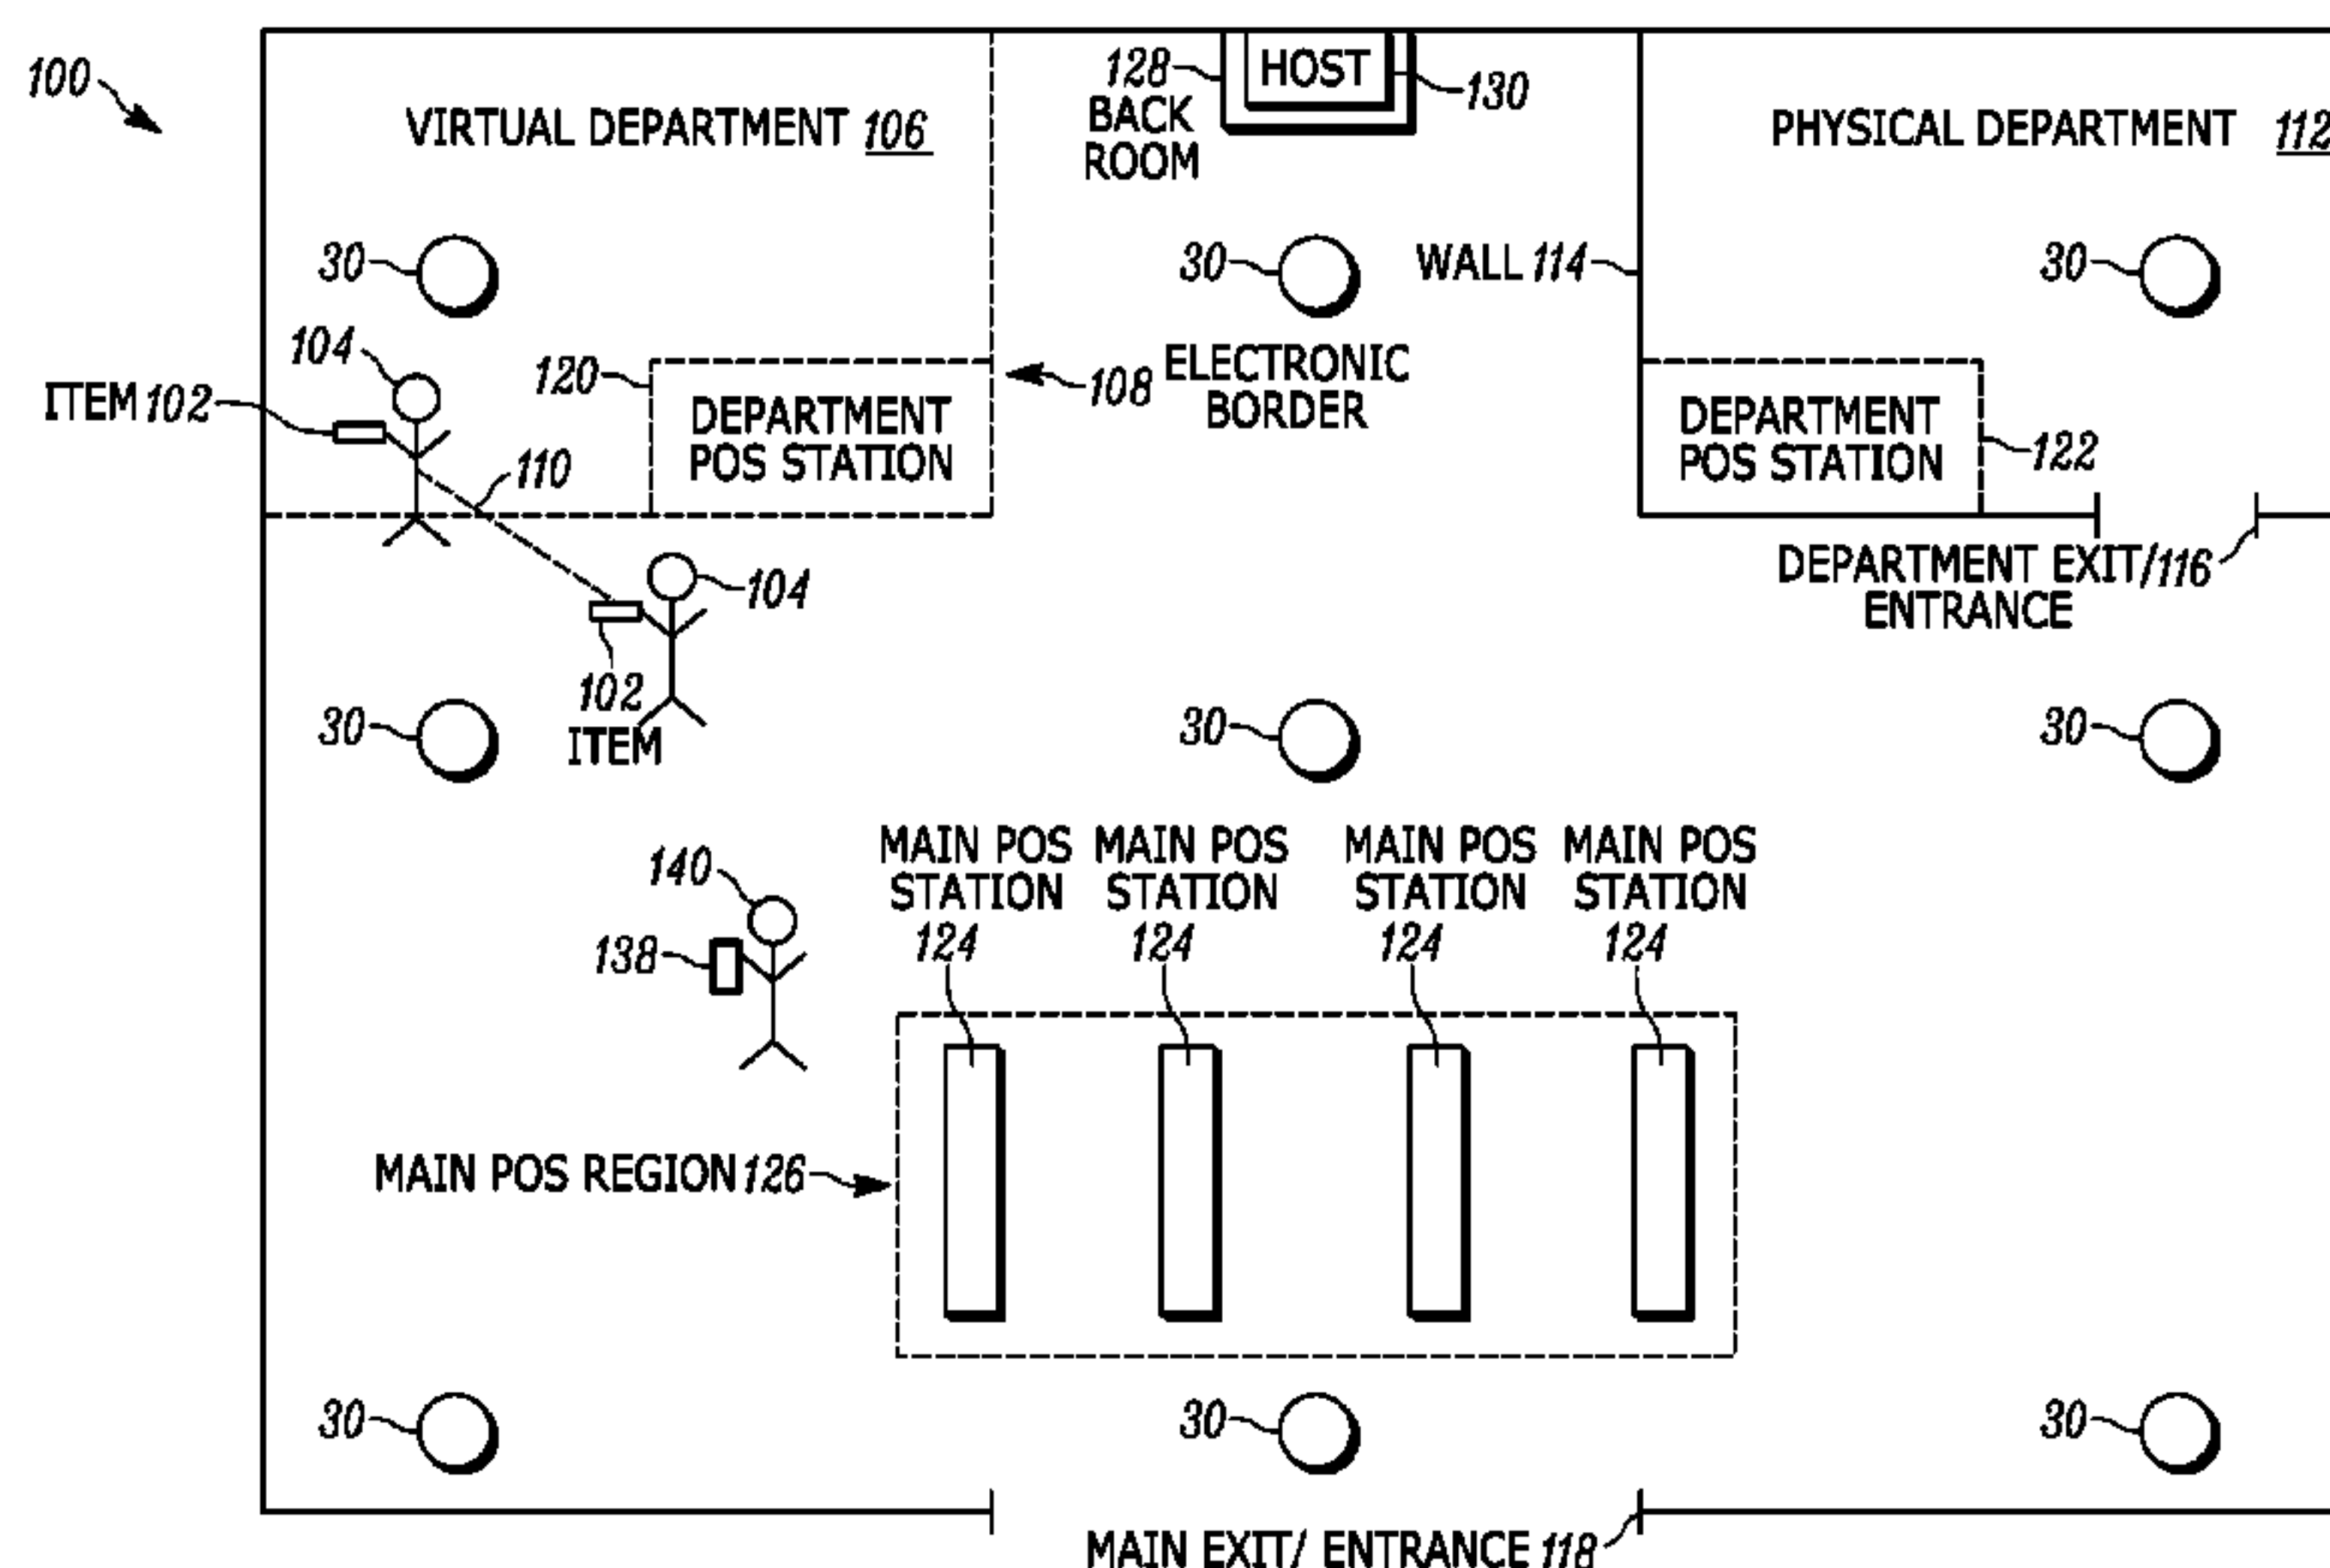 100
VIRTUAL DEPARTMENT 106
128
BACK
ROOM
HOST
130
PHYSICAL DEPARTMENT 112
30
30
WALL 114
30
104
ITEM 102
110
120
DEPARTMENT
POS STATION
108
ELECTRONIC
BORDER
DEPARTMENT
POS STATION
122
DEPARTMENT EXIT/ 116
ENTRANCE
104
102
ITEM
30
30
30
140
138
MAIN POS
STATION
124
MAIN POS
STATION
124
MAIN POS
STATION
124
MAIN POS
STATION
124
MAIN POS REGION 126
30
30
30
MAIN EXIT/ ENTRANCE 118